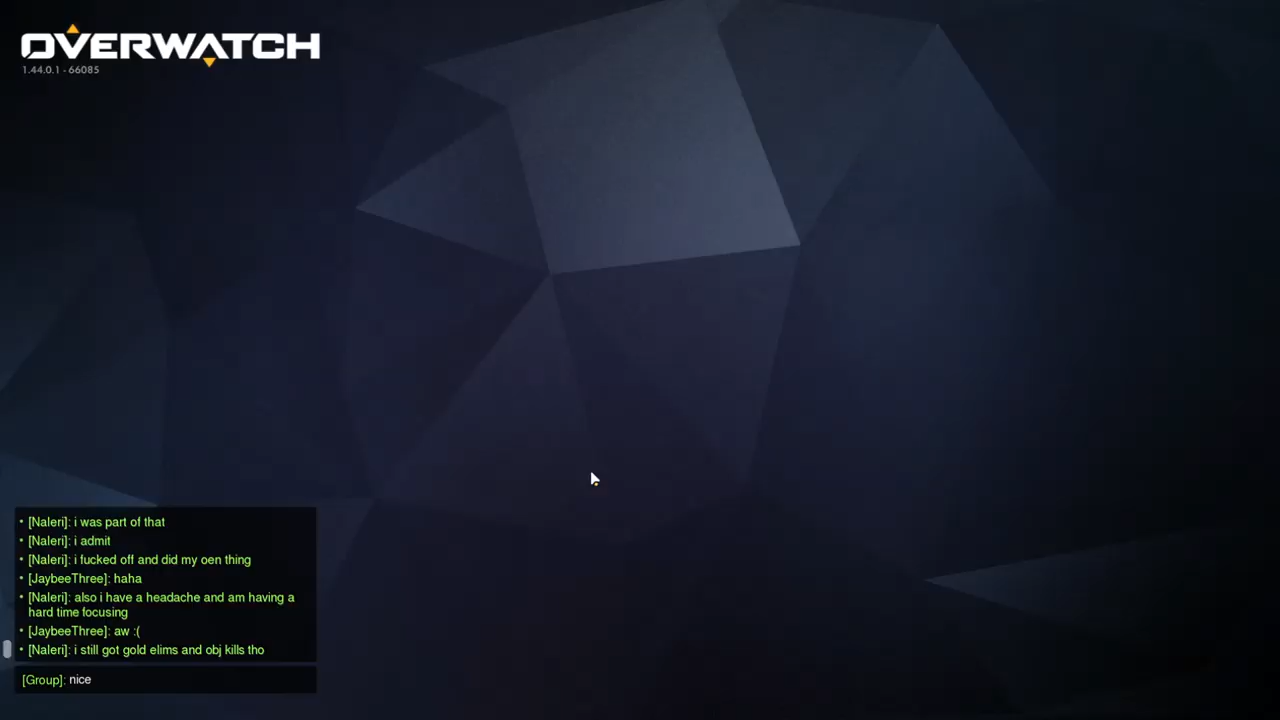 OVERWATCH
1.44.0.1 - 66085
• [Naleri]: i was part of that
• [Naleri]: i admit
• [Naleri]: i fucked off and did my oen thing
• [JaybeeThree]: haha
• [Naleri]: also i have a headache and am having a
hard time focusing
• [JaybeeThree]: aw :(
• [Naleri]: i still got gold elims and obj kills tho
[Group]: nice